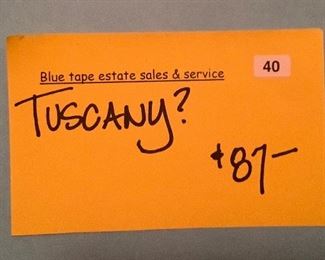 Blue tape estate sales & service 40
TUSCANY?
$87—